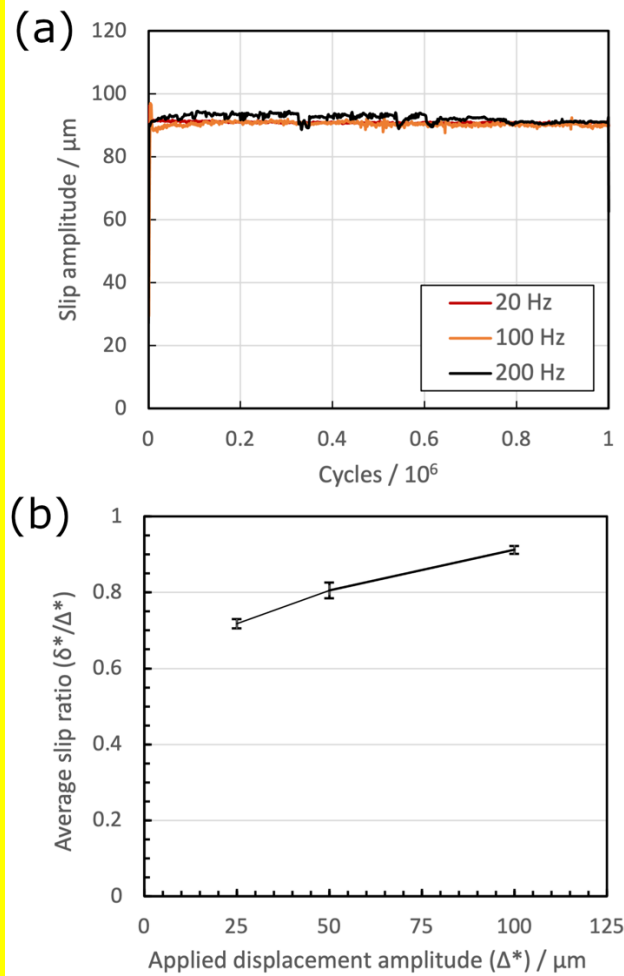 (a)
120
100
80
60
40
20
0
Slip amplitude / μm
20 Hz
100 Hz
200 Hz
0 0.2 0.4 0.6 0.8 1
Cycles / 10⁶
(b)
1
0.8
0.6
0.4
0.2
0
Average slip ratio (δ*/Δ*)
0 25 50 75 100 125
Applied displacement amplitude (Δ*) / μm